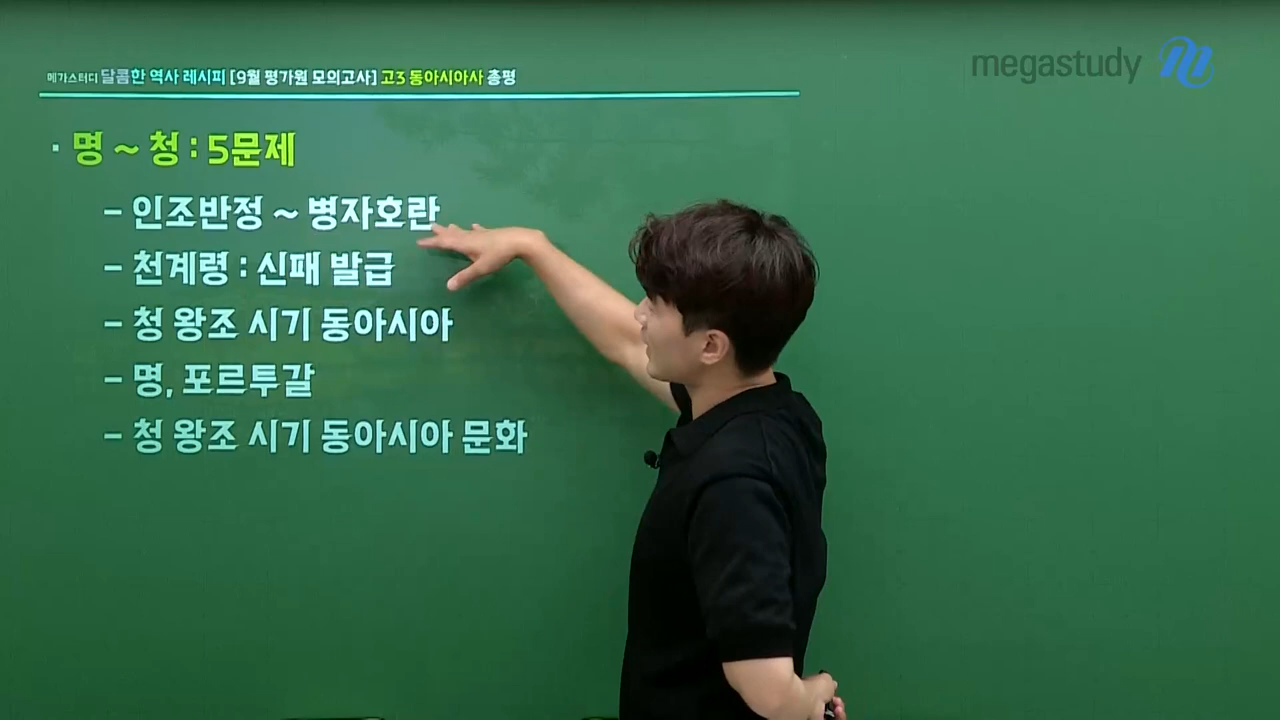 메가스터디 달콤한 역사 레시피 [9월 평가원 모의고사] 고3 동아시아사 총평
megastudy
· 명 ~ 청 : 5문제
- 인조반정 ~ 병자호란
- 천계령 : 신패 발급
- 청 왕조 시기 동아시아
- 명, 포르투갈
- 청 왕조 시기 동아시아 문화